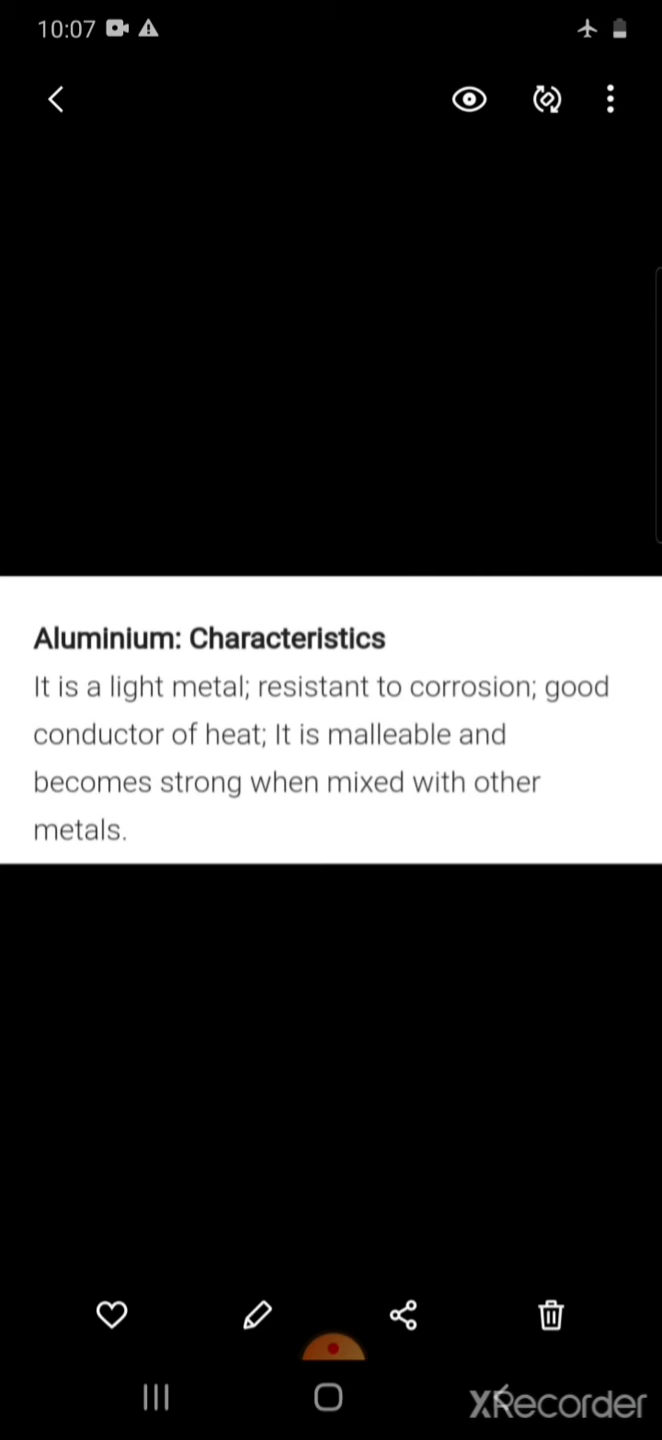 10:07
Aluminium: Characteristics
It is a light metal; resistant to corrosion; good
conductor of heat; It is malleable and
becomes strong when mixed with other
metals.
XRecorder